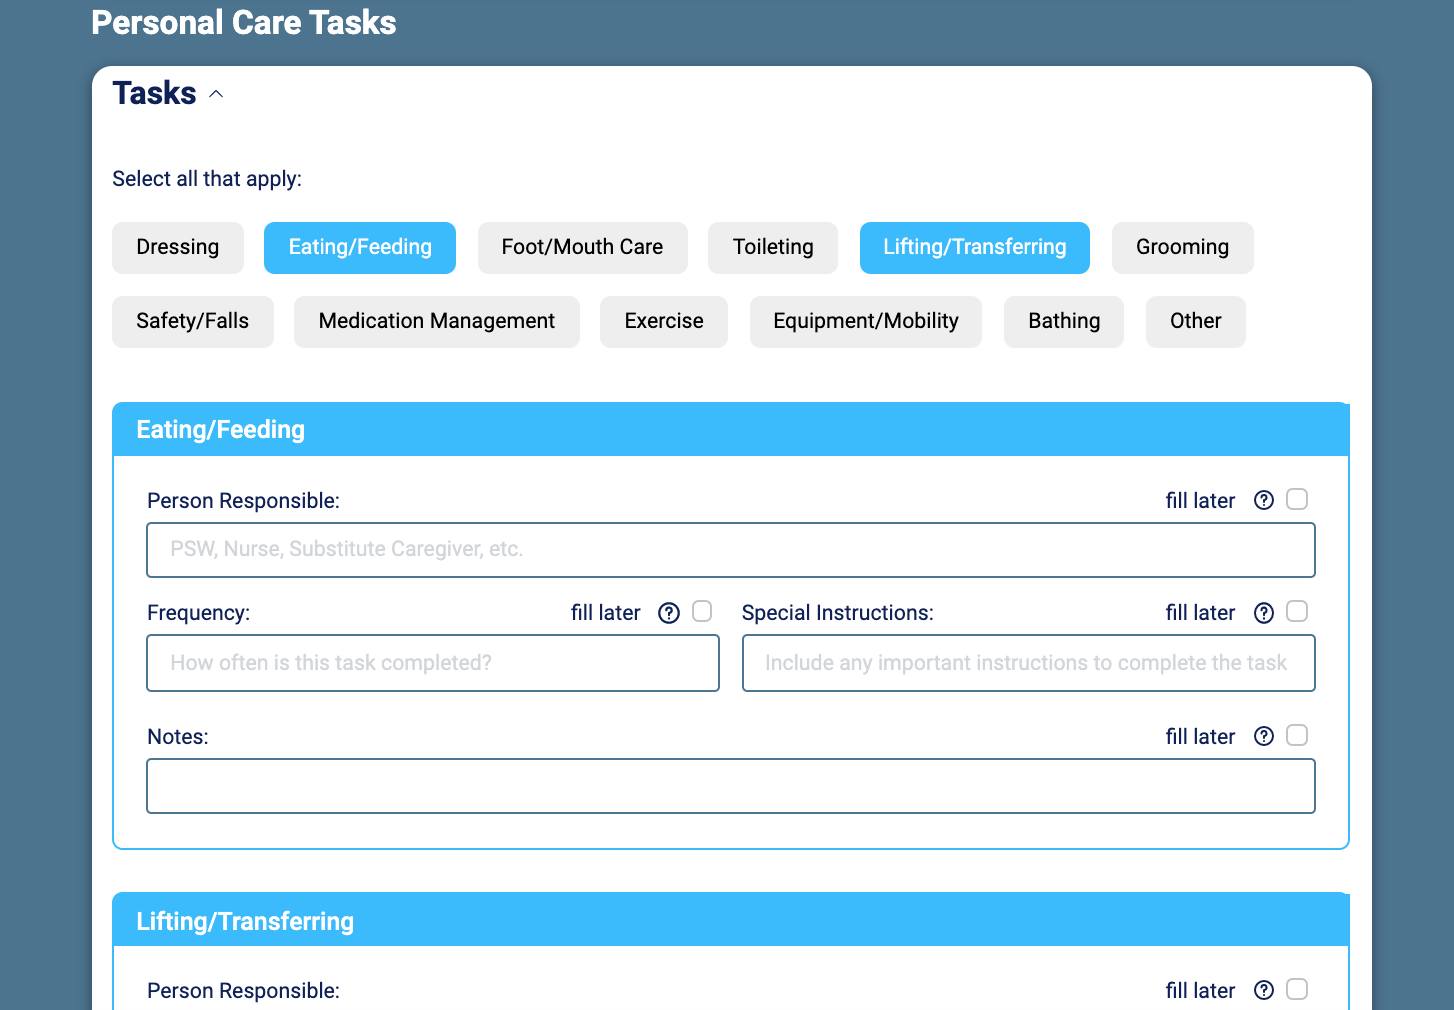 Personal Care Tasks
Tasks
Select all that apply:
Dressing Eating/Feeding Foot/Mouth Care Toileting Lifting/Transferring Grooming
Safety/Falls Medication Management Exercise Equipment/Mobility Bathing Other
Eating/Feeding
Person Responsible: fill later ?
PSW, Nurse, Substitute Caregiver, etc.
Frequency: fill later ? Special Instructions: fill later ?
How often is this task completed? Include any important instructions to complete the task
Notes: fill later ?
Lifting/Transferring
Person Responsible: fill later ?